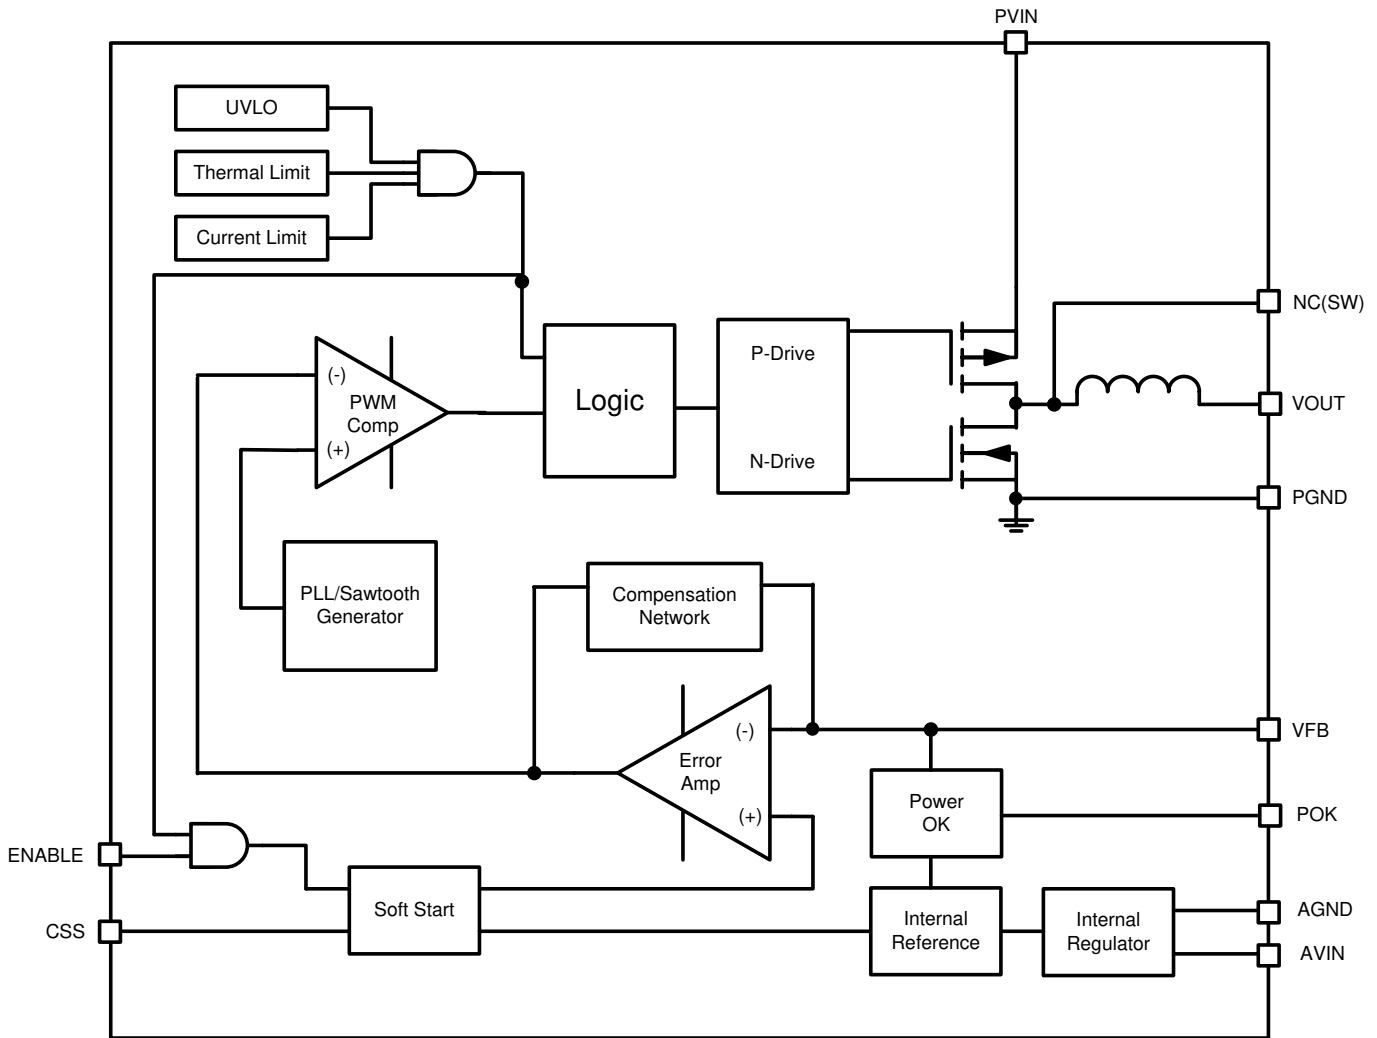 PVIN
UVLO
Thermal Limit
Current Limit
NC(SW)
P-Drive
(-)
PWM
Comp
(+)
Logic
VOUT
N-Drive
PGND
PLL/Sawtooth
Generator
Compensation
Network
(-)
Error
Amp
(+)
VFB
Power
OK
POK
ENABLE
CSS
Soft Start
Internal
Reference
Internal
Regulator
AGND
AVIN